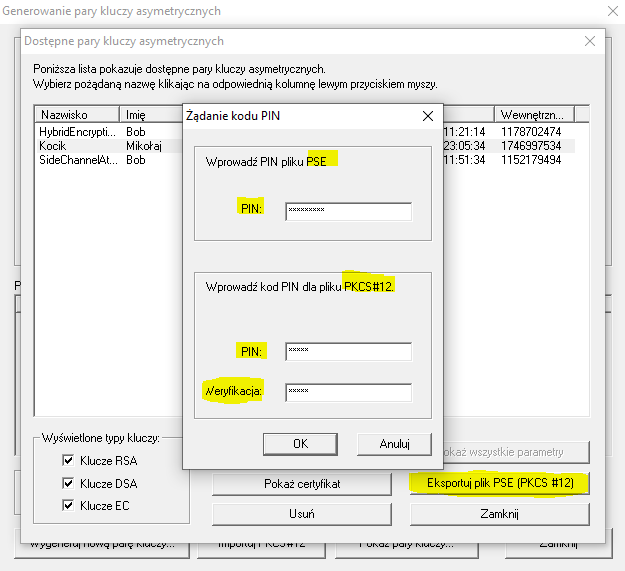 Generowanie pary kluczy asymetrycznych
Dostępne pary kluczy asymetrycznych
Poniższa lista pokazuje dostępne pary kluczy asymetrycznych.
Wybierz pożądaną nazwę klikając na odpowiednią kolumnę lewym przyciskiem myszy.
Nazwisko Imię Wewnętrzn...
HybridEncrypti... Bob 11:21:14 1178702474
Kocik Mikołaj 23:05:34 1746997534
SideChannelAt... Bob 11:51:34 1152179494
Żądanie kodu PIN
Wprowadź PIN pliku PSE
PIN: *********
Wprowadź kod PIN dla pliku PKCS#12.
PIN: *****
Weryfikacja: *****
OK Anuluj
Wyświetlone typy kluczy:
Klucze RSA
Klucze DSA
Klucze EC
wszystkie parametry
Pokaż certyfikat Eksportuj plik PSE (PKCS #12)
Usuń Zamknij
Wygeneruj nową parę kluczy... Importuj PKCS#12 Pokaż pary kluczy... Zamknij